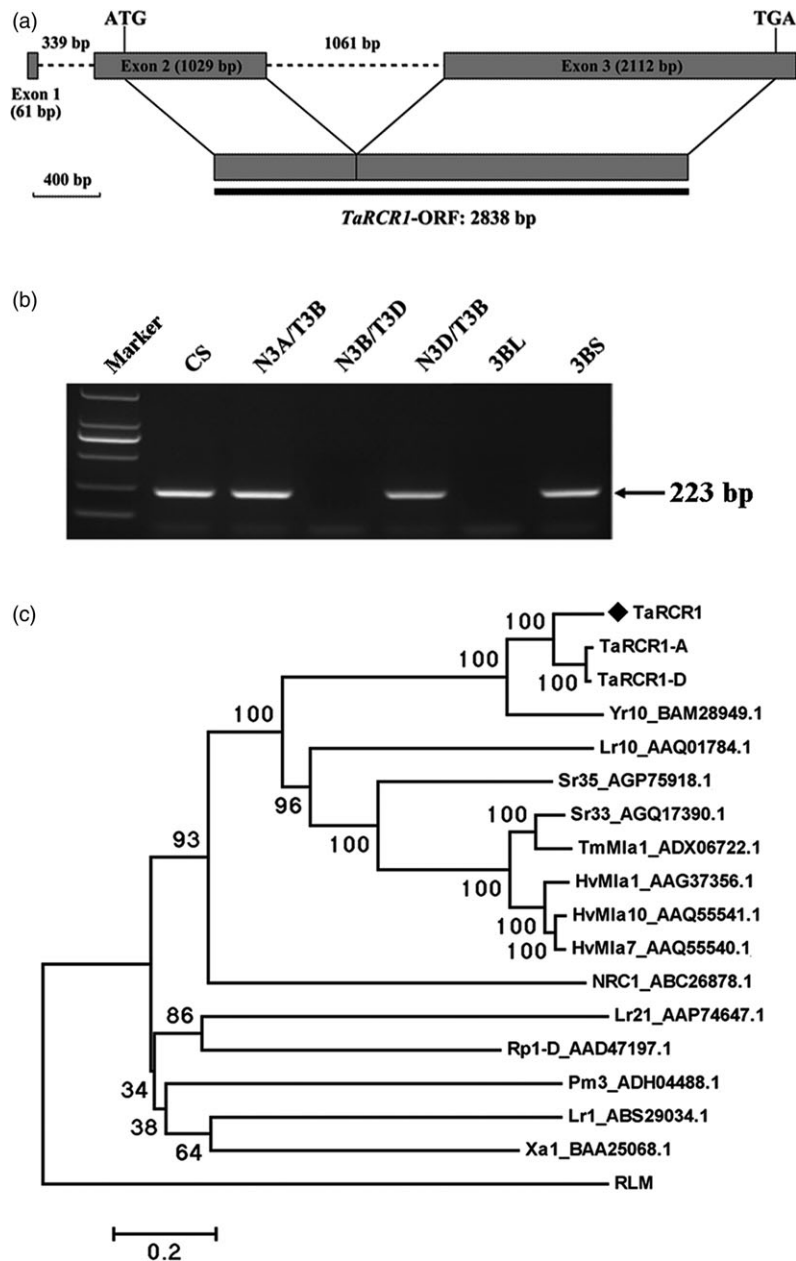 (a)
ATG
TGA
339 bp
1061 bp
Exon 2 (1029 bp)
Exon 3 (2112 bp)
Exon 1
(61 bp)
400 bp
TaRCR1-ORF: 2838 bp
(b)
Marker
CS
N3A/T3B
N3B/T3D
N3D/T3B
3BL
3BS
223 bp
(c)
100
TaRCR1
100
TaRCR1-A
100
TaRCR1-D
100
Yr10_BAM28949.1
Lr10_AAQ01784.1
96
Sr35_AGP75918.1
100
Sr33_AGQ17390.1
93
100
TmMla1_ADX06722.1
100
HvMla1_AAG37356.1
100
HvMla10_AAQ55541.1
100
HvMla7_AAQ55540.1
NRC1_ABC26878.1
86
Lr21_AAP74647.1
Rp1-D_AAD47197.1
34
Pm3_ADH04488.1
38
Lr1_ABS29034.1
64
Xa1_BAA25068.1
RLM
0.2